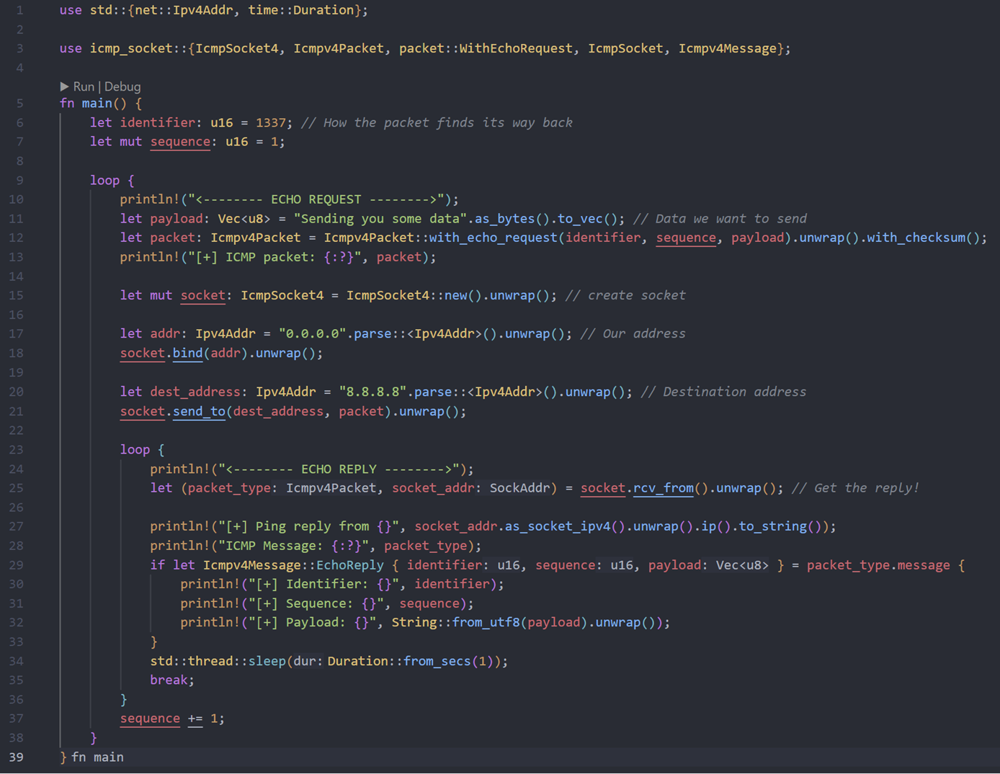 1 use std::{net::Ipv4Addr, time::Duration};
2
3 use icmp_socket::{IcmpSocket4, Icmpv4Packet, packet::WithEchoRequest, IcmpSocket, Icmpv4Message};
4
▶ Run | Debug
5 fn main() {
6 let identifier: u16 = 1337; // How the packet finds its way back
7 let mut sequence: u16 = 1;
8
9 loop {
10 println!("<-------- ECHO REQUEST -------->");
11 let payload: Vec<u8> = "Sending you some data".as_bytes().to_vec(); // Data we want to send
12 let packet: Icmpv4Packet = Icmpv4Packet::with_echo_request(identifier, sequence, payload).unwrap().with_checksum();
13 println!("[+] ICMP packet: {:?}", packet);
14
15 let mut socket: IcmpSocket4 = IcmpSocket4::new().unwrap(); // create socket
16
17 let addr: Ipv4Addr = "0.0.0.0".parse::<Ipv4Addr>().unwrap(); // Our address
18 socket.bind(addr).unwrap();
19
20 let dest_address: Ipv4Addr = "8.8.8.8".parse::<Ipv4Addr>().unwrap(); // Destination address
21 socket.send_to(dest_address, packet).unwrap();
22
23 loop {
24 println!("<-------- ECHO REPLY -------->");
25 let (packet_type: Icmpv4Packet, socket_addr: SockAddr) = socket.rcv_from().unwrap(); // Get the reply!
26
27 println!("[+] Ping reply from {}", socket_addr.as_socket_ipv4().unwrap().ip().to_string());
28 println!("ICMP Message: {:?}", packet_type);
29 if let Icmpv4Message::EchoReply { identifier: u16, sequence: u16, payload: Vec<u8> } = packet_type.message {
30 println!("[+] Identifier: {}", identifier);
31 println!("[+] Sequence: {}", sequence);
32 println!("[+] Payload: {}", String::from_utf8(payload).unwrap());
33 }
34 std::thread::sleep(dur: Duration::from_secs(1));
35 break;
36 }
37 sequence += 1;
38 }
39 } fn main